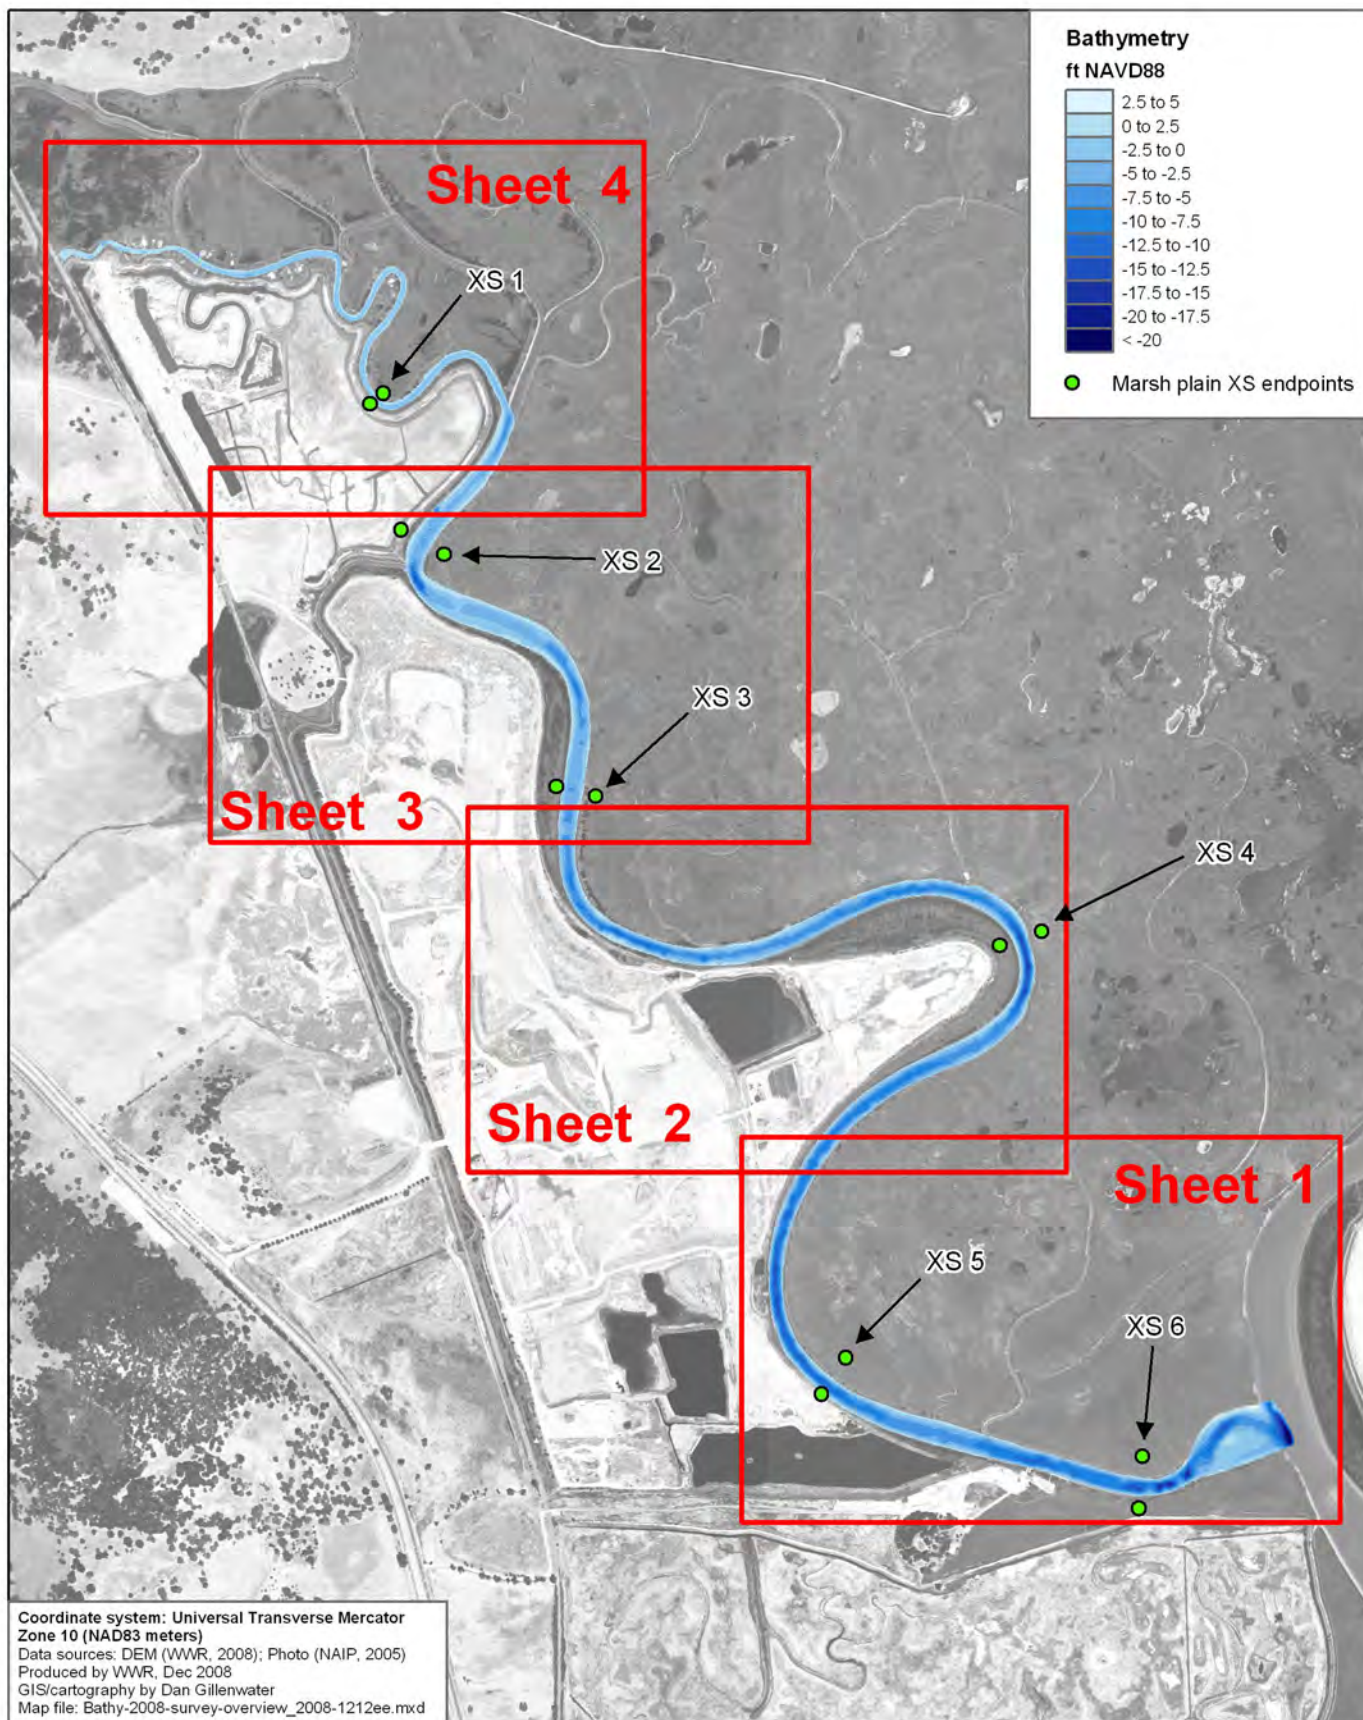 Bathymetry
ft NAVD88
2.5 to 5
0 to 2.5
-2.5 to 0
-5 to -2.5
-7.5 to -5
-10 to -7.5
-12.5 to -10
-15 to -12.5
-17.5 to -15
-20 to -17.5
< -20
Marsh plain XS endpoints
Sheet 4
XS 1
XS 2
XS 3
Sheet 3
XS 4
Sheet 2
Sheet 1
XS 5
XS 6
Coordinate system: Universal Transverse Mercator
Zone 10 (NAD83 meters)
Data sources: DEM (WWR, 2008); Photo (NAIP, 2005)
Produced by WWR, Dec 2008
GIS/cartography by Dan Gillenwater
Map file: Bathy-2008-survey-overview_2008-1212ee.mxd